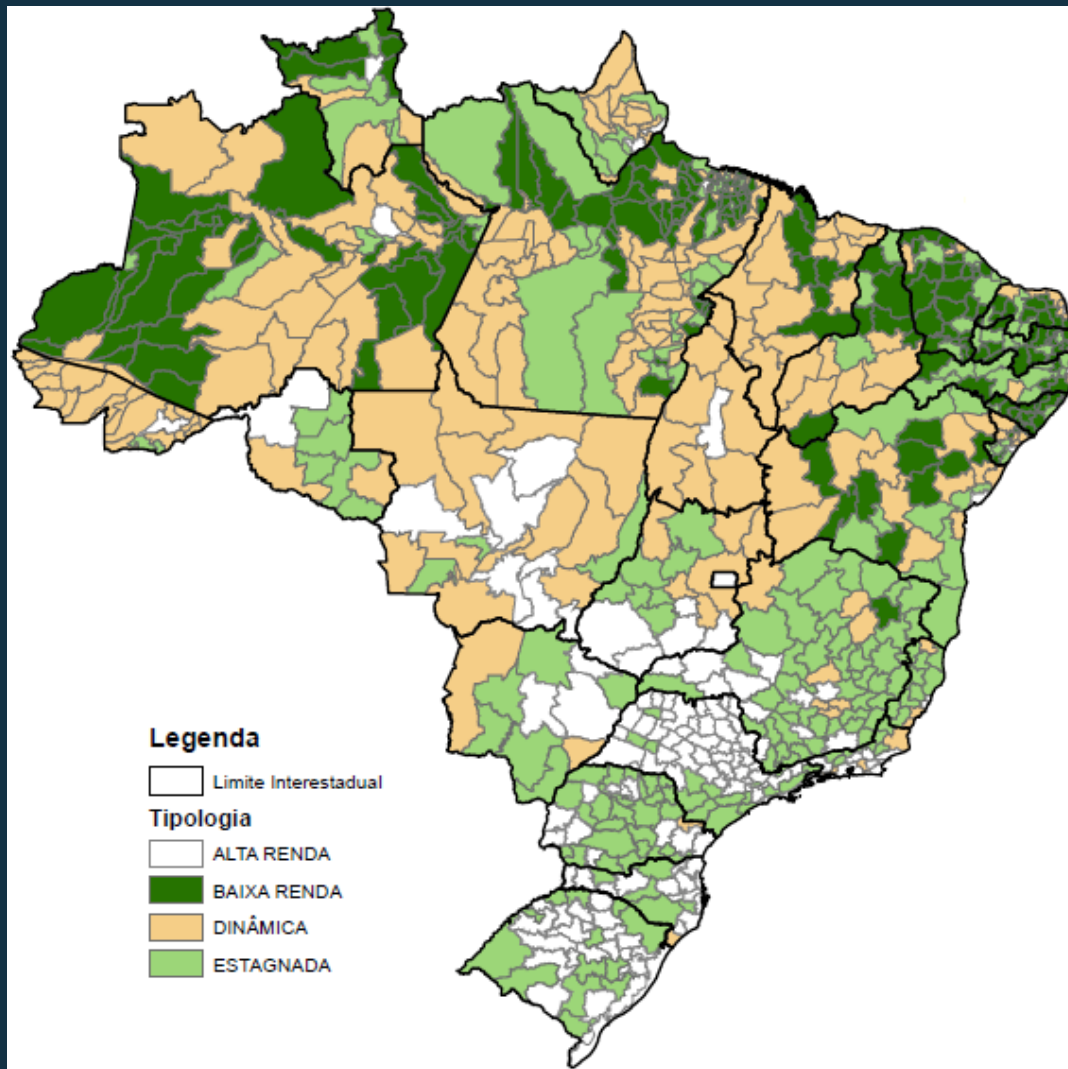 Legenda
Limite Interestadual
Tipologia
ALTA RENDA
BAIXA RENDA
DINÂMICA
ESTAGNADA